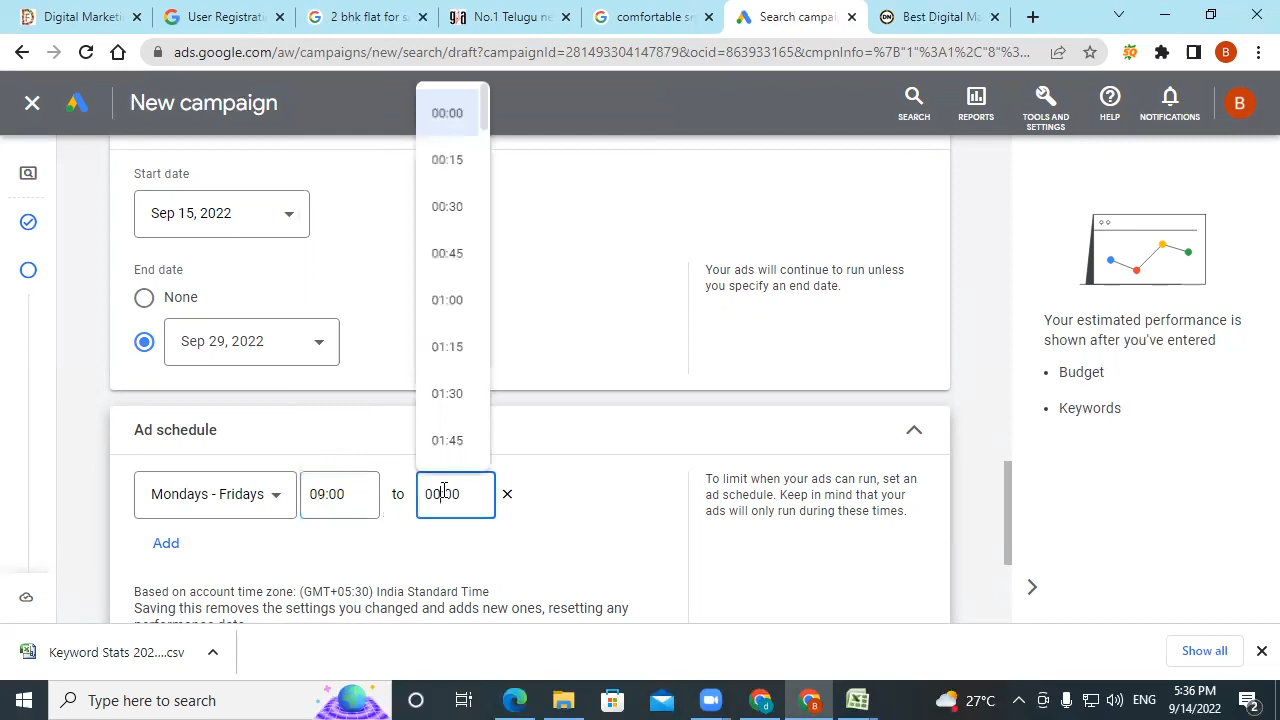 Digital Marketi
User Registrati
2 bhk flat for s
No.1 Telugu ne
comfortable sn
Search campai
Best Digital Ma
ads.google.com/aw/campaigns/new/search/draft?campaignId=281493304147879&ocid=863933165&cmpnInfo=%7B"1"%3A1%2C"8"%3...
B
New campaign
SEARCH
REPORTS
TOOLS AND SETTINGS
HELP
NOTIFICATIONS
B
00:00
00:15
00:30
00:45
01:00
01:15
01:30
01:45
Start date
Sep 15, 2022
End date
None
Sep 29, 2022
Your ads will continue to run unless
you specify an end date.
Your estimated performance is
shown after you've entered
• Budget
• Keywords
Ad schedule
Mondays - Fridays
09:00
to
00:00
Add
To limit when your ads can run, set an
ad schedule. Keep in mind that your
ads will only run during these times.
Based on account time zone: (GMT+05:30) India Standard Time
Saving this removes the settings you changed and adds new ones, resetting any
performance data
Keyword Stats 202....csv
Show all
Type here to search
27°C
ENG
5:36 PM
9/14/2022
2